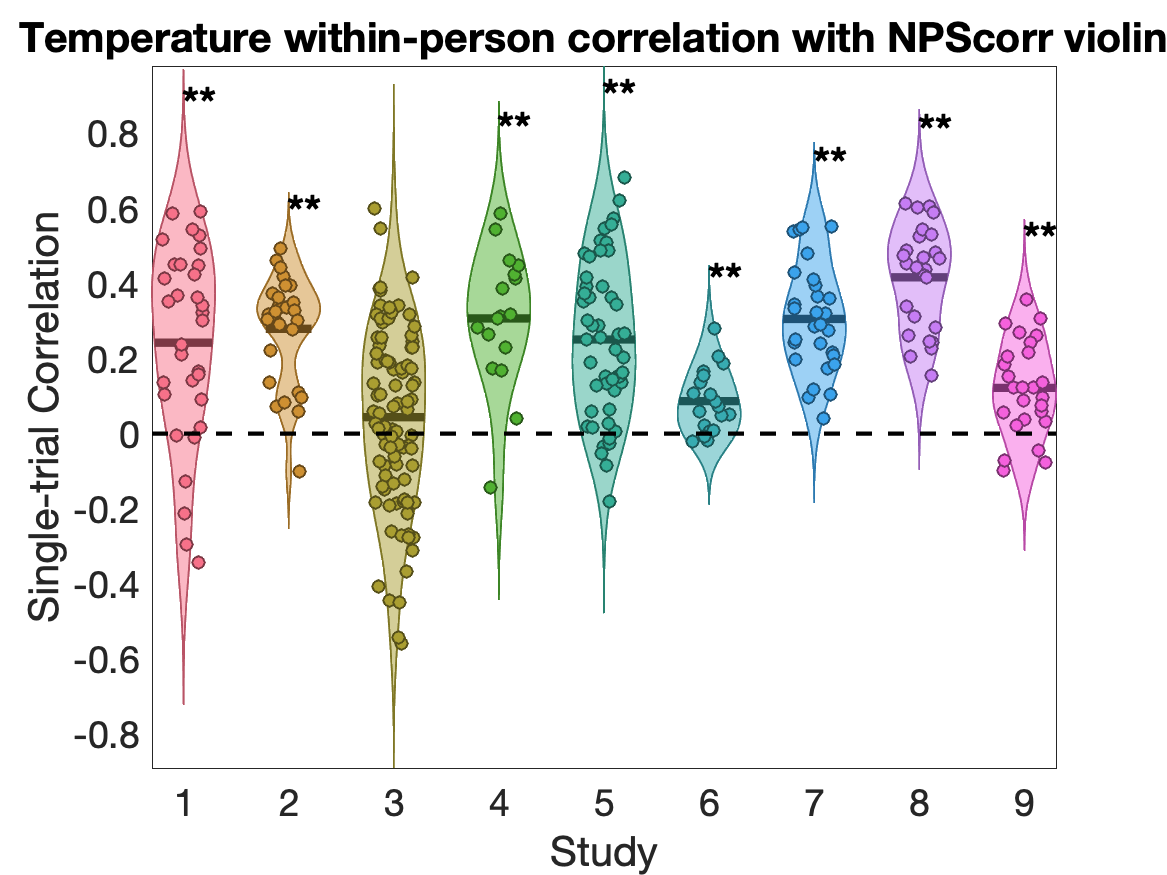 Temperature within-person correlation with NPScorr violin
Single-trial Correlation
0.8
0.6
0.4
0.2
0
-0.2
-0.4
-0.6
-0.8
** ** ** ** ** ** ** **
1 2 3 4 5 6 7 8 9
Study